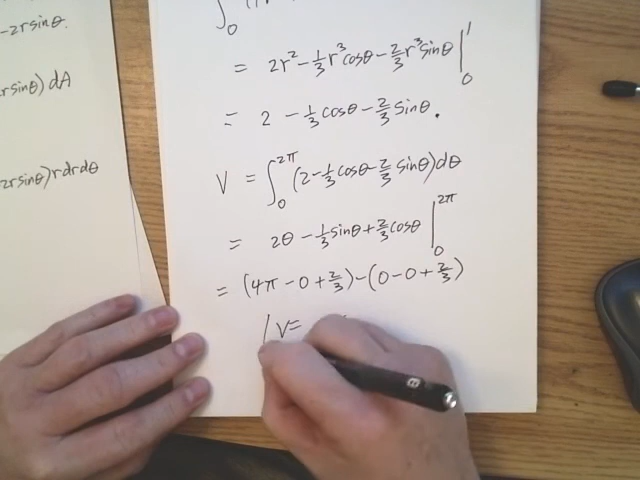 -2rsinθ.
rsinθ) dA
2rsinθ) r dr dθ
∫₀
= 2r² - ⅓r³cosθ - ⅔r³sinθ |₀¹
= 2 - ⅓cosθ - ⅔sinθ.
V = ∫₀^2π (2 - ⅓cosθ - ⅔sinθ) dθ
= 2θ - ⅓sinθ + ⅔cosθ |₀^2π
= (4π - 0 + ⅔) - (0 - 0 + ⅔)
V =